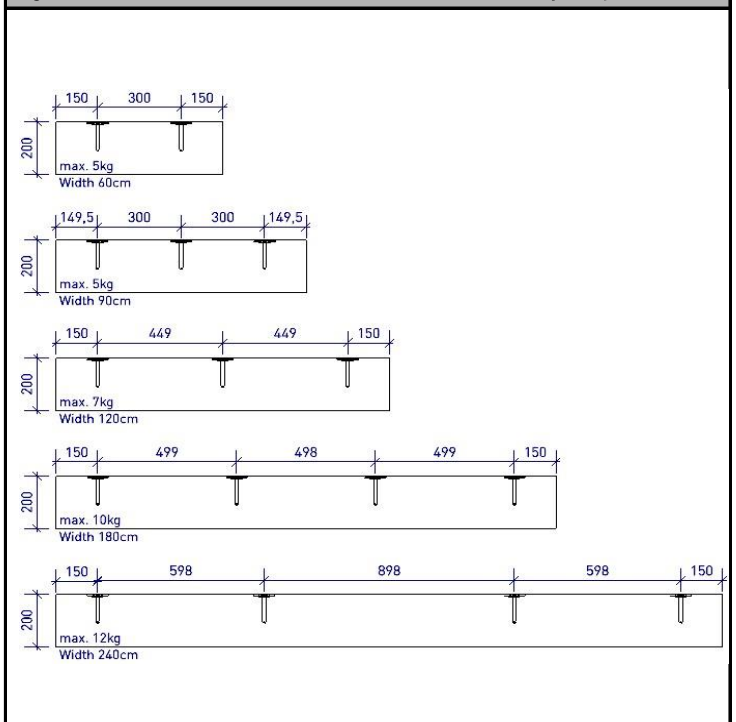 150 300 150
200
max. 5kg
Width 60cm
149,5 300 300 149,5
200
max. 5kg
Width 90cm
150 449 449 150
200
max. 7kg
Width 120cm
150 499 498 499 150
200
max. 10kg
Width 180cm
150 598 898 598 150
200
max. 12kg
Width 240cm